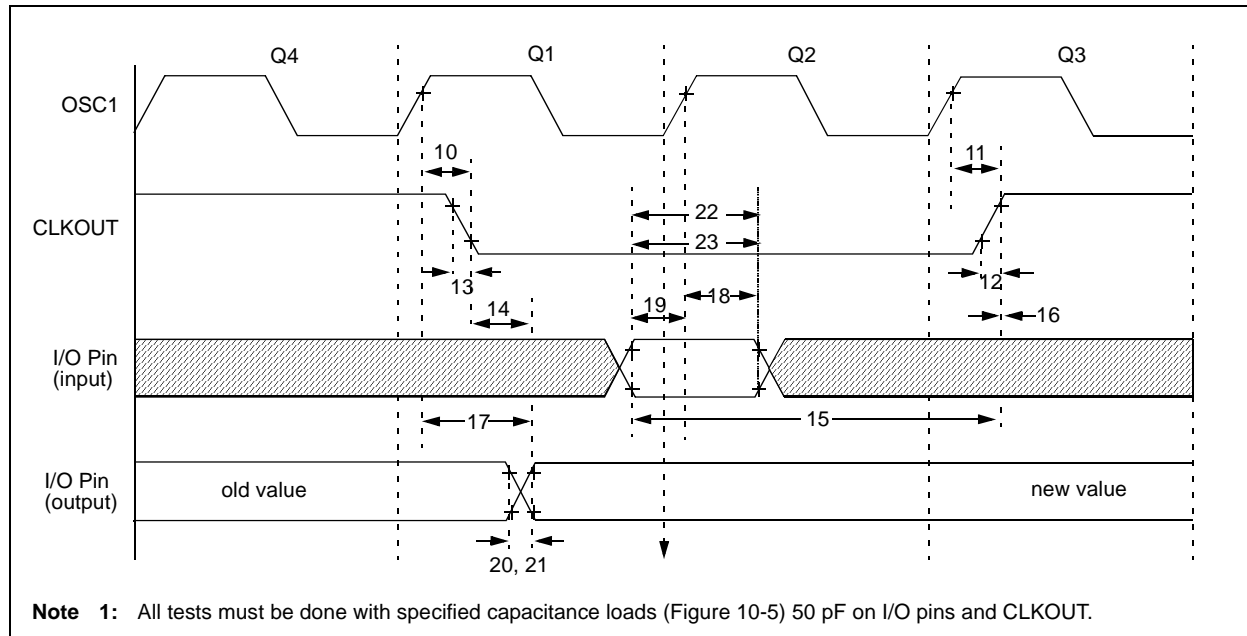 Q4 Q1 Q2 Q3
OSC1
10 11
22
CLKOUT
23
13 12
18
19
14 16
I/O Pin
(input)
17 15
I/O Pin
(output)
old value new value
20, 21
Note 1: All tests must be done with specified capacitance loads (Figure 10-5) 50 pF on I/O pins and CLKOUT.